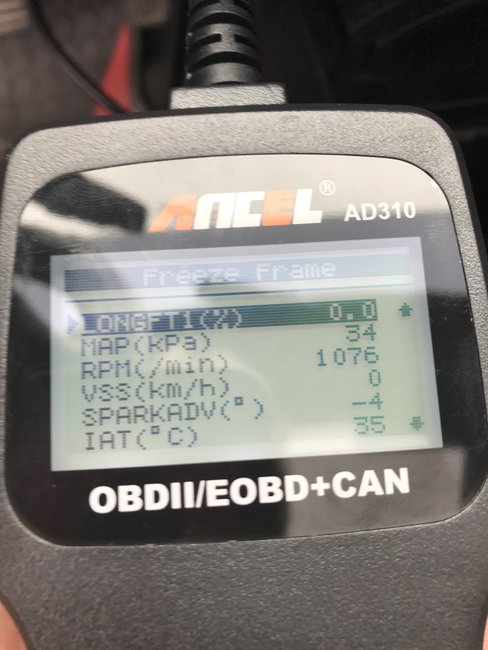 ANCEL® AD310
Freeze Frame
LONGFT1(%) 0.0
MAP(kPa) 34
RPM(/min) 1076
VSS(km/h) 0
SPARKADV(°) -4
IAT(°C) 35
OBDII/EOBD+CAN